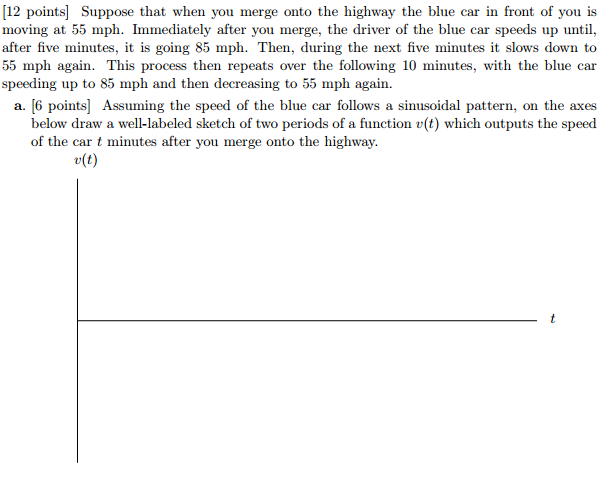 [12 points] Suppose that when you merge onto the highway the blue car in front of you is
moving at 55 mph. Immediately after you merge, the driver of the blue car speeds up until,
after five minutes, it is going 85 mph. Then, during the next five minutes it slows down to
55 mph again. This process then repeats over the following 10 minutes, with the blue car
speeding up to 85 mph and then decreasing to 55 mph again.
a. [6 points] Assuming the speed of the blue car follows a sinusoidal pattern, on the axes
below draw a well-labeled sketch of two periods of a function v(t) which outputs the speed
of the car t minutes after you merge onto the highway.
v(t)
t